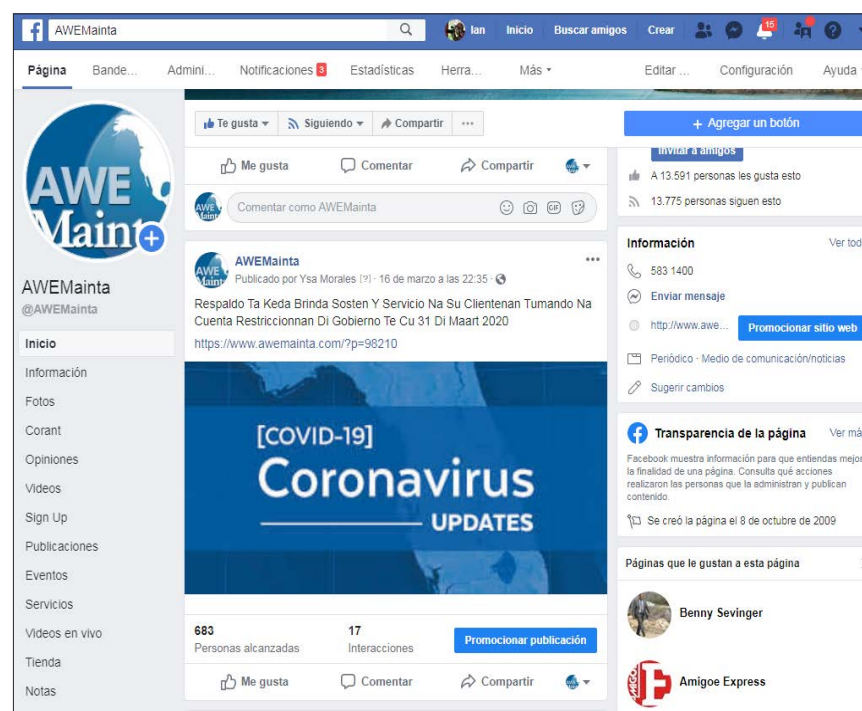 AWEMainta
Ian
Inicio
Buscar amigos
Crear
15
Página
Bande...
Admini...
Notificaciones 3
Estadísticas
Herra...
Más
Editar ...
Configuración
Ayuda
AWE
Mainta
AWEMainta
@AWEMainta
Inicio
Información
Fotos
Corant
Opiniones
Videos
Sign Up
Publicaciones
Eventos
Servicios
Videos en vivo
Tienda
Notas
Te gusta
Siguiendo
Compartir
Me gusta
Comentar
Compartir
Comentar como AWEMainta
GIF
AWEMainta
Publicado por Ysa Morales [?] · 16 de marzo a las 22:35 ·
Respaldo Ta Keda Brinda Sosten Y Servicio Na Su Clientenan Tumando Na
Cuenta Restriccionnan Di Gobierno Te Cu 31 Di Maart 2020
https://www.awemainta.com/?p=98210
[COVID-19]
Coronavirus
UPDATES
683
Personas alcanzadas
17
Interacciones
Promocionar publicación
Me gusta
Comentar
Compartir
+ Agregar un botón
Invitar a amigos
A 13.591 personas les gusta esto
13.775 personas siguen esto
Información
Ver tod
583 1400
Enviar mensaje
http://www.awe...
Promocionar sitio web
Periódico · Medio de comunicación/noticias
Sugerir cambios
Transparencia de la página
Ver má
Facebook muestra información para que entiendas mejor
la finalidad de una página. Consulta qué acciones
realizaron las personas que la administran y publican
contenido.
Se creó la página el 8 de octubre de 2009
Páginas que le gustan a esta página
Benny Sevinger
Amigoe Express